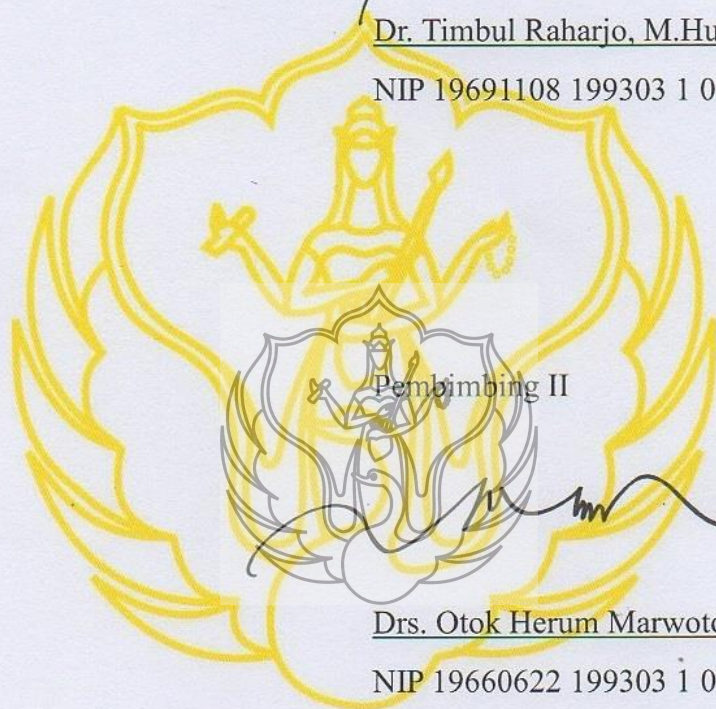 Dr. Timbul Raharjo, M.Hu
NIP 19691108 199303 1 0
Pembimbing II
Drs. Otok Herum Marwoto
NIP 19660622 199303 1 0